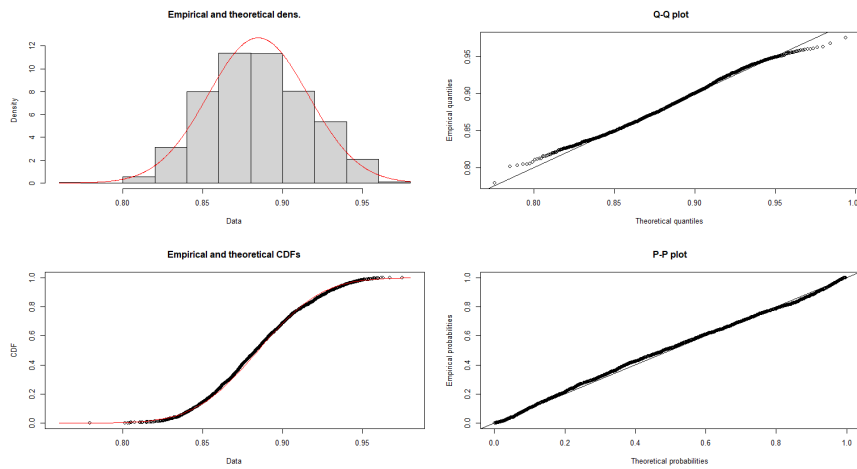 Empirical and theoretical dens.
Density
0 2 4 6 8 10 12
0.80 0.85 0.90 0.95
Data
Q-Q plot
Empirical quantiles
0.80 0.85 0.90 0.95
0.80 0.85 0.90 0.95 1.00
Theoretical quantiles
Empirical and theoretical CDFs
CDF
0.0 0.2 0.4 0.6 0.8 1.0
0.80 0.85 0.90 0.95
Data
P-P plot
Empirical probabilities
0.0 0.2 0.4 0.6 0.8 1.0
0.0 0.2 0.4 0.6 0.8 1.0
Theoretical probabilities